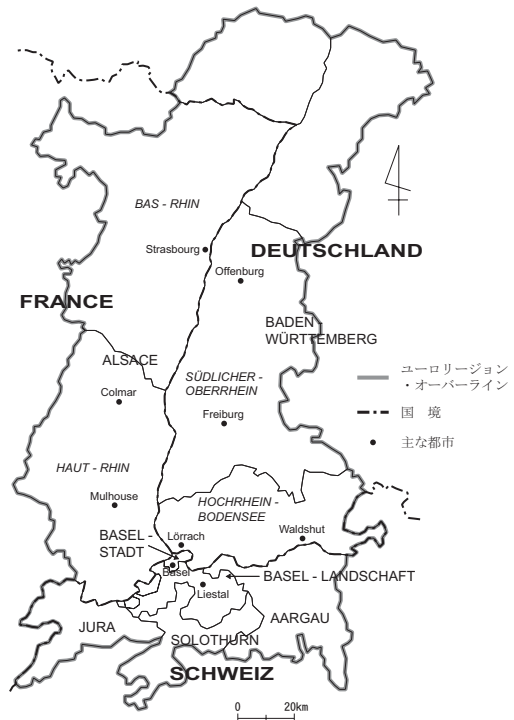 BAS - RHIN
Strasbourg
DEUTSCHLAND
Offenburg
FRANCE
BADEN -
WÜRTTEMBERG
ALSACE
SÜDLICHER -
OBERRHEIN
Colmar
Freiburg
HAUT - RHIN
Mulhouse
HOCHRHEIN -
BODENSEE
BASEL -
STADT
Lörrach
Waldshut
Basel
BASEL - LANDSCHAFT
Liestal
JURA
SOLOTHURN
AARGAU
SCHWEIZ
ユーロリージョン
・オーバーライン
国 境
主な都市
0 20km